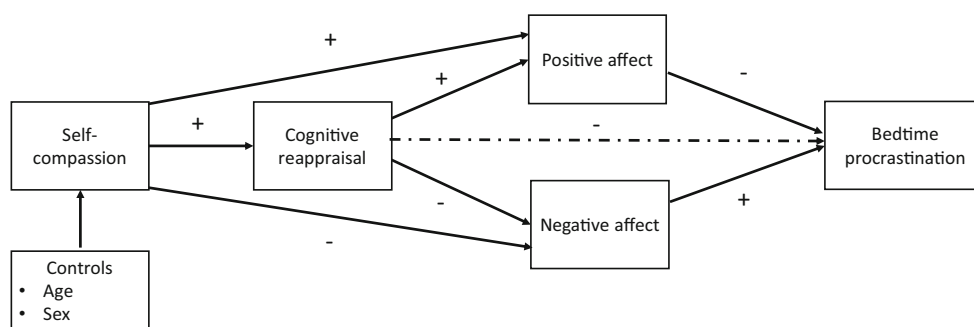 +
Positive affect
+
-
+
-
Self-
compassion
Cognitive
reappraisal
Bedtime
procrastination
-
+
Negative affect
-
Controls
• Age
• Sex